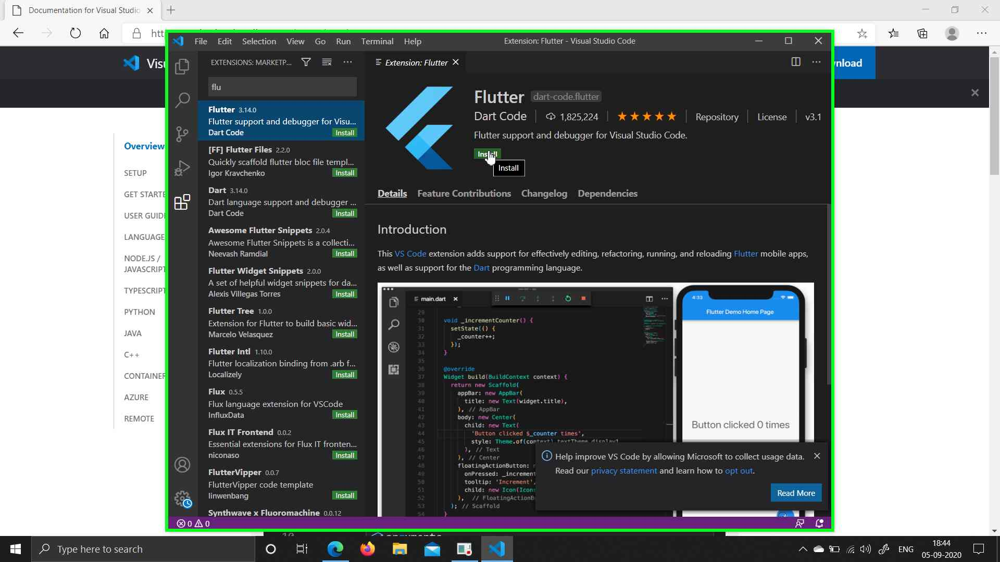 Documentation for Visual Studio
htt
Visu
nload
Overview
SETUP
GET STARTE
USER GUID
LANGUAGE
NODE.JS /
JAVASCRIPT
TYPESCRIPT
PYTHON
JAVA
C++
CONTAINER
AZURE
REMOTE
File Edit Selection View Go Run Terminal Help
Extension: Flutter - Visual Studio Code
EXTENSIONS: MARKETP...
flu
Flutter 3.14.0
Flutter support and debugger for Visu...
Dart Code Install
[FF] Flutter Files 2.2.0
Quickly scaffold flutter bloc file templ...
Igor Kravchenko Install
Dart 3.14.0
Dart language support and debugger ...
Dart Code Install
Awesome Flutter Snippets 2.0.4
Awesome Flutter Snippets is a collecti...
Neevash Ramdial Install
Flutter Widget Snippets 2.0.0
A set of helpful widget snippets for da...
Alexis Villegas Torres Install
Flutter Tree 1.0.0
Extension for Flutter to build basic wid...
Marcelo Velasquez Install
Flutter Intl 1.10.0
Flutter localization binding from .arb f...
Localizely Install
Flux 0.5.5
Flux language extension for VSCode
InfluxData Install
Flux IT Frontend 0.0.2
Essential extensions for Flux IT fronten...
niconaso Install
FlutterVipper 0.0.7
FlutterVipper code template
linwenbang Install
Synthwave x Fluoromachine 0.0.12
0 0
Extension: Flutter
Flutter dart-code.flutter
Dart Code 1,825,224 Repository License v3.1
Flutter support and debugger for Visual Studio Code.
Install
Install
Details Feature Contributions Changelog Dependencies
Introduction
This VS Code extension adds support for effectively editing, refactoring, running, and reloading Flutter mobile apps,
as well as support for the Dart programming language.
main.dart
29
30 void _incrementCounter() {
31 setState(() {
32 _counter++;
33 });
34 }
35
36 @override
37 Widget build(BuildContext context) {
38 return new Scaffold(
39 appBar: new AppBar(
40 title: new Text(widget.title),
41 ), // AppBar
42 body: new Center(
43 child: new Text(
44 'Button clicked $_counter times',
45 style: Theme.of(context).textTheme.display1
46 ), // Text
47 ), // Center
48 floatingActionButton:
49 onPressed: _increment
50 tooltip: 'Increment',
51 child: new Icon(Icon
52 ), // FloatingActionB
53 ); // Scaffold
54 }
4:33
Flutter Demo Home Page
Button clicked 0 times
Help improve VS Code by allowing Microsoft to collect usage data.
Read our privacy statement and learn how to opt out.
Read More
Type here to search
ENG
18:44
05-09-2020